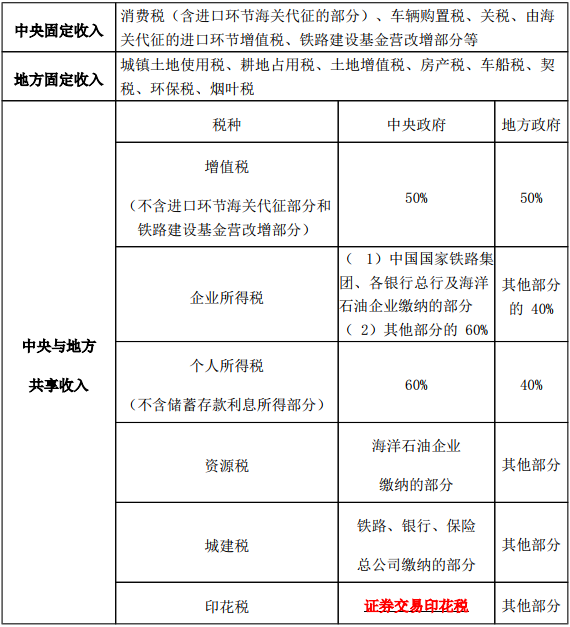 中央固定收入
消费税（含进口环节海关代征的部分）、车辆购置税、关税、由海
关代征的进口环节增值税、铁路建设基金营改增部分等
地方固定收入
城镇土地使用税、耕地占用税、土地增值税、房产税、车船税、契
税、环保税、烟叶税
中央与地方
共享收入
税种
中央政府
地方政府
增值税
（不含进口环节海关代征部分和
铁路建设基金营改增部分）
50%
50%
企业所得税
（ 1）中国国家铁路集
团、各银行总行及海洋
石油企业缴纳的部分
（ 2）其他部分的 60%
其他部分
的 40%
个人所得税
（不含储蓄存款利息所得部分）
60%
40%
资源税
海洋石油企业
缴纳的部分
其他部分
城建税
铁路、银行、保险
总公司缴纳的部分
其他部分
印花税
证券交易印花税
其他部分